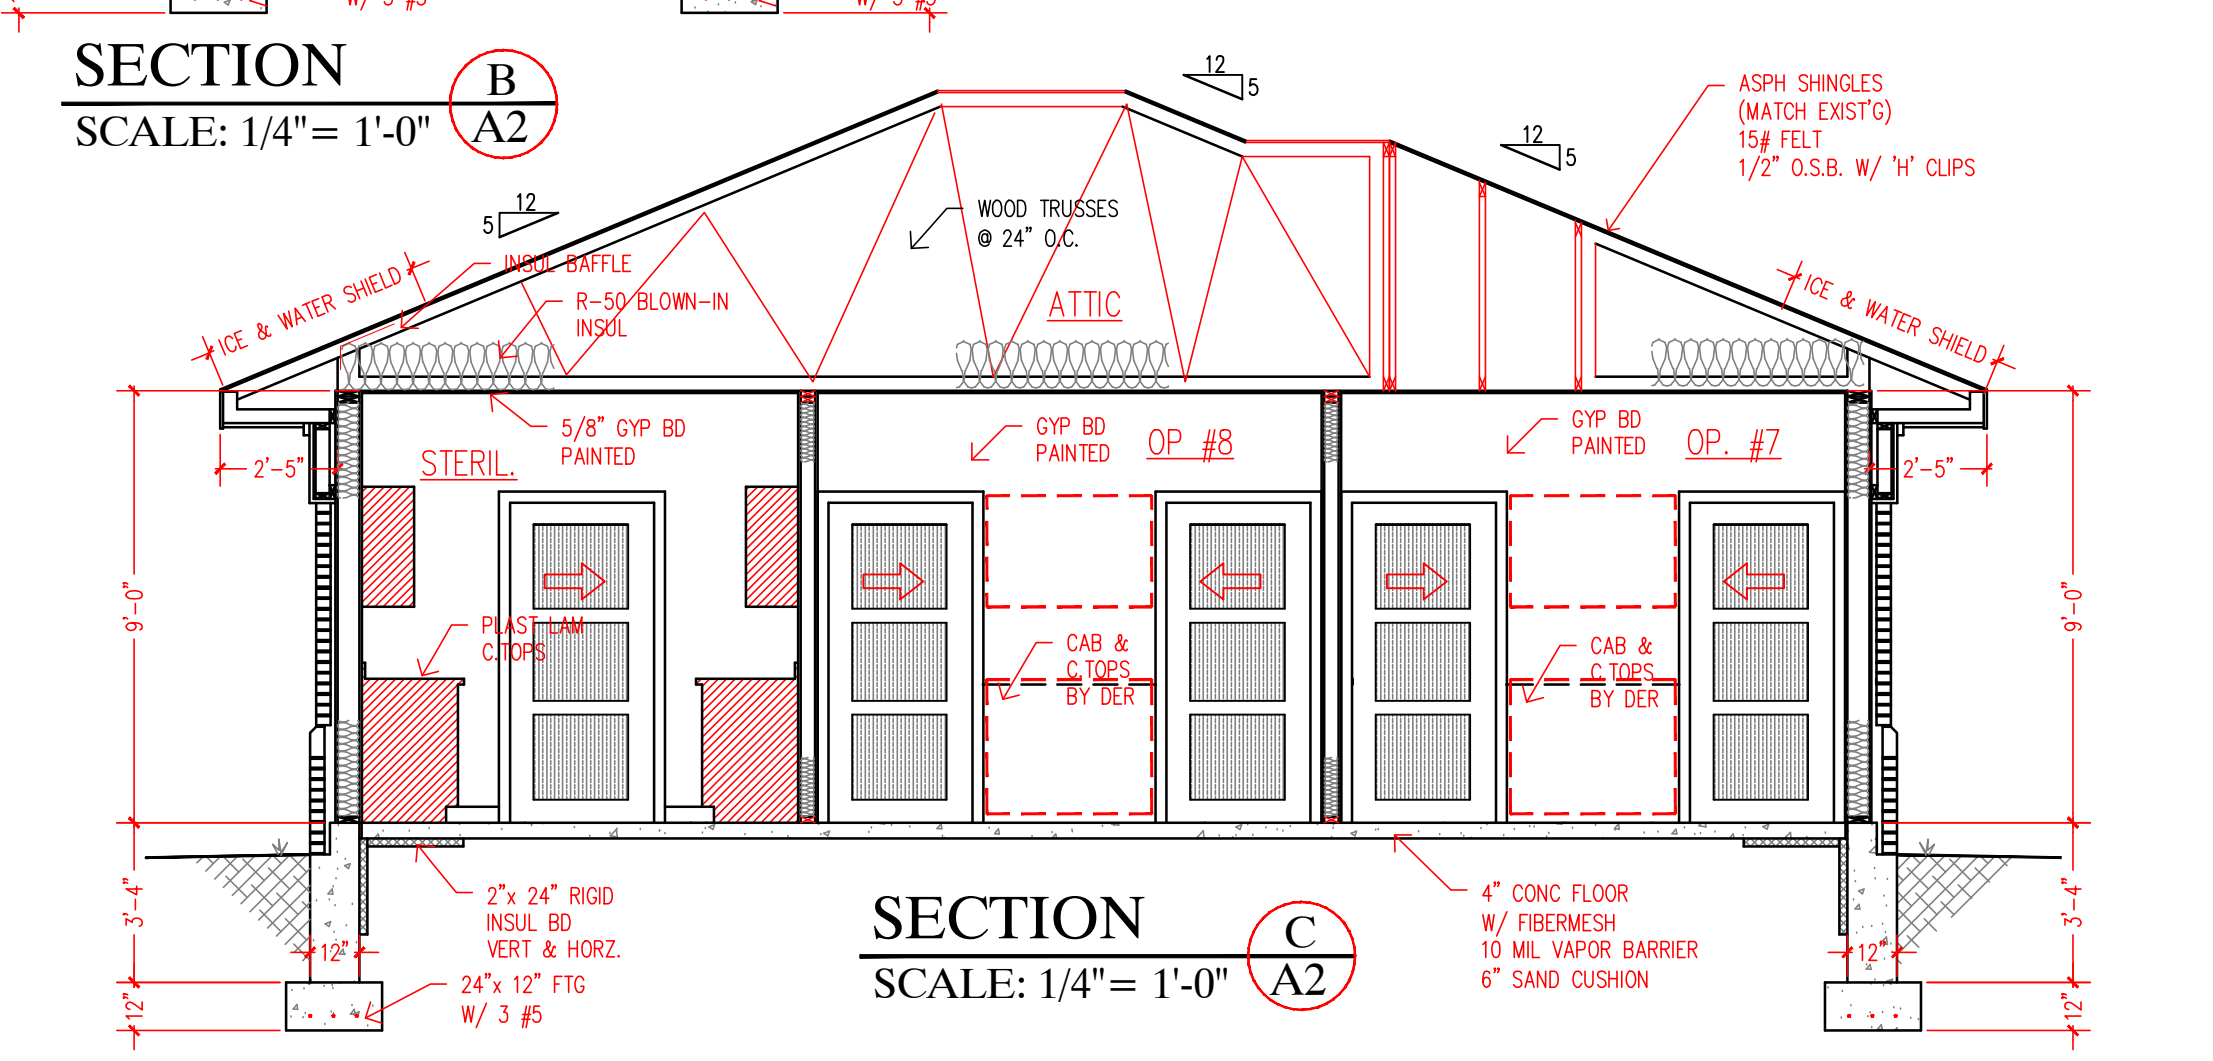 W/ 3 #5
W/ 3 #5
SECTION
B
A2
SCALE: 1/4"= 1'-0"
12
5
12
5
12
5
ASPH SHINGLES
(MATCH EXIST'G)
15# FELT
1/2" O.S.B. W/ 'H' CLIPS
WOOD TRUSSES
@ 24" O.C.
INSUL BAFFLE
ICE & WATER SHIELD
R-50 BLOWN-IN
INSUL
ATTIC
ICE & WATER SHIELD
5/8" GYP BD
PAINTED
GYP BD
PAINTED
OP #8
GYP BD
PAINTED
OP. #7
STERIL.
2'-5"
2'-5"
9'-0"
9'-0"
PLAST LAM
C.TOPS
CAB &
C.TOPS
BY DER
CAB &
C.TOPS
BY DER
3'-4"
3'-4"
2"x 24" RIGID
INSUL BD
VERT & HORZ.
12"
12"
24"x 12" FTG
W/ 3 #5
12"
12"
SECTION
C
A2
SCALE: 1/4"= 1'-0"
4" CONC FLOOR
W/ FIBERMESH
10 MIL VAPOR BARRIER
6" SAND CUSHION